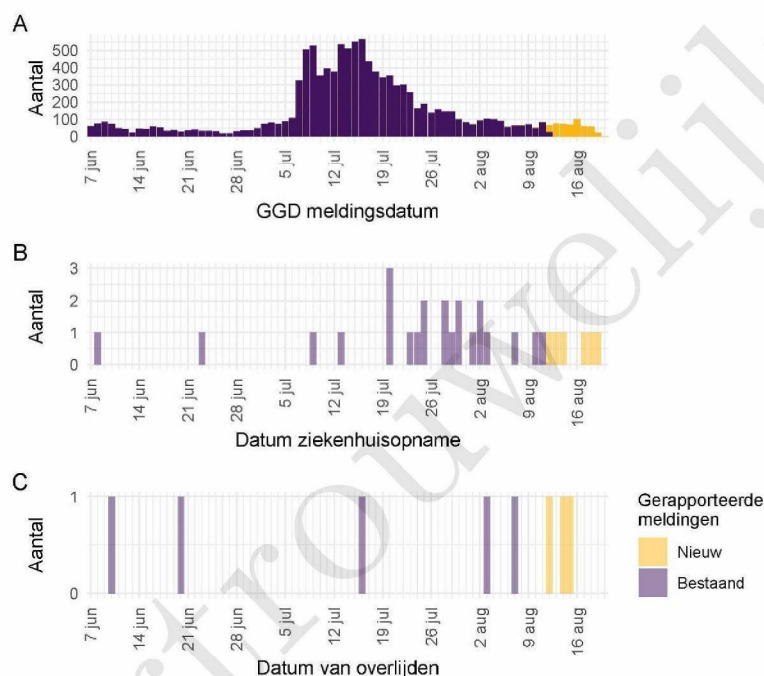 A
Aantal
500
400
300
200
100
0
7 jun
14 jun
21 jun
28 jun
5 jul
12 jul
19 jul
26 jul
2 aug
9 aug
16 aug
GGD meldingsdatum
B
Aantal
3
2
1
0
7 jun
14 jun
21 jun
28 jun
5 jul
12 jul
19 jul
26 jul
2 aug
9 aug
16 aug
Datum ziekenhuisopname
C
Aantal
1
0
7 jun
14 jun
21 jun
28 jun
5 jul
12 jul
19 jul
26 jul
2 aug
9 aug
16 aug
Datum van overlijden
Gerapporteerde
meldingen
Nieuw
Bestaand
rtrouwelijk